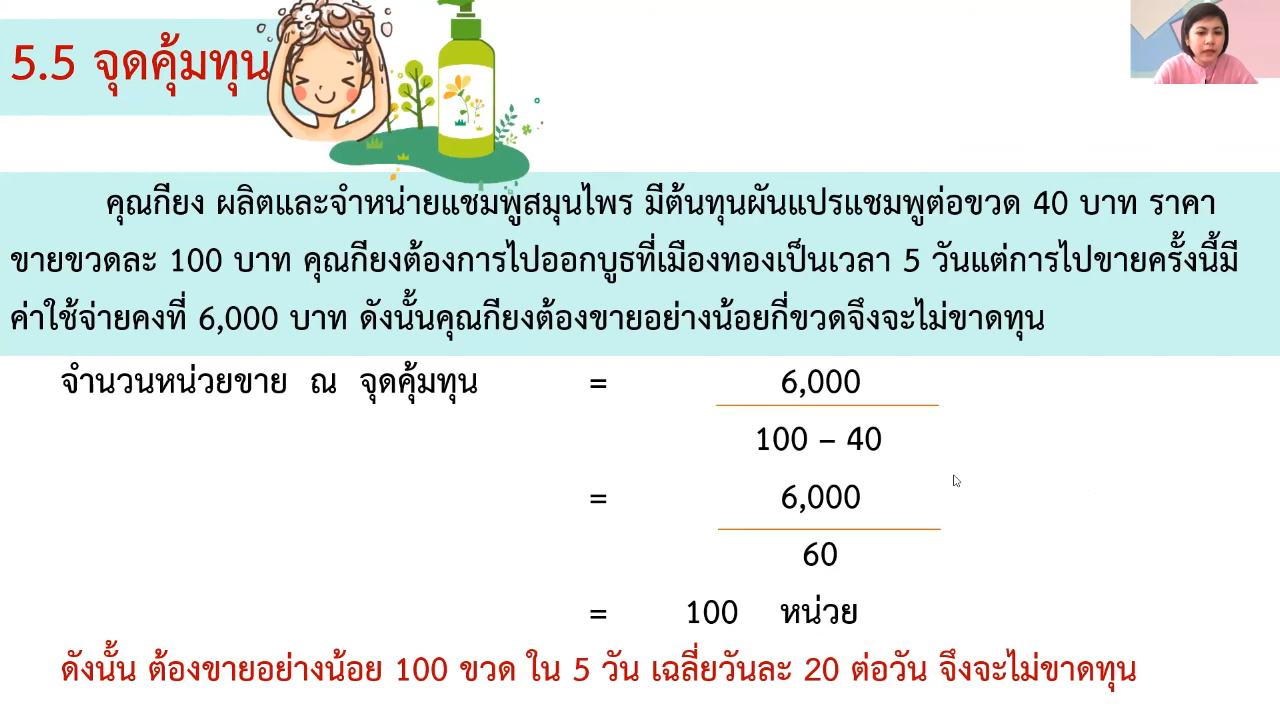 5.5 จุดคุ้มทุน
คุณกียง ผลิตและจำหน่ายแชมพูสมุนไพร มีต้นทุนผันแปรแชมพูต่อขวด 40 บาท ราคา
ขายขวดละ 100 บาท คุณกียงต้องการไปออกบูธที่เมืองทองเป็นเวลา 5 วันแต่การไปขายครั้งนี้มี
ค่าใช้จ่ายคงที่ 6,000 บาท ดังนั้นคุณกียงต้องขายอย่างน้อยกี่ขวดจึงจะไม่ขาดทุน
จำนวนหน่วยขาย ณ จุดคุ้มทุน = 6,000
100 – 40
= 6,000
60
= 100 หน่วย
ดังนั้น ต้องขายอย่างน้อย 100 ขวด ใน 5 วัน เฉลี่ยวันละ 20 ต่อวัน จึงจะไม่ขาดทุน